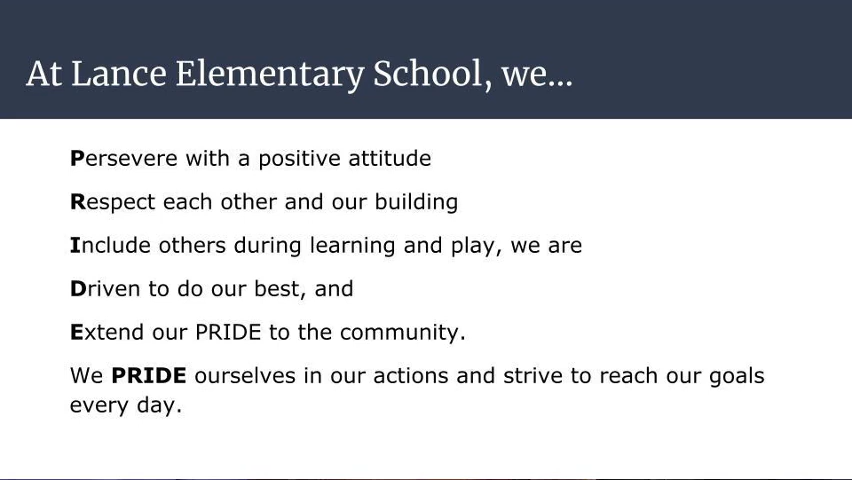 At Lance Elementary School, we...
Persevere with a positive attitude
Respect each other and our building
Include others during learning and play, we are
Driven to do our best, and
Extend our PRIDE to the community.
We PRIDE ourselves in our actions and strive to reach our goals
every day.